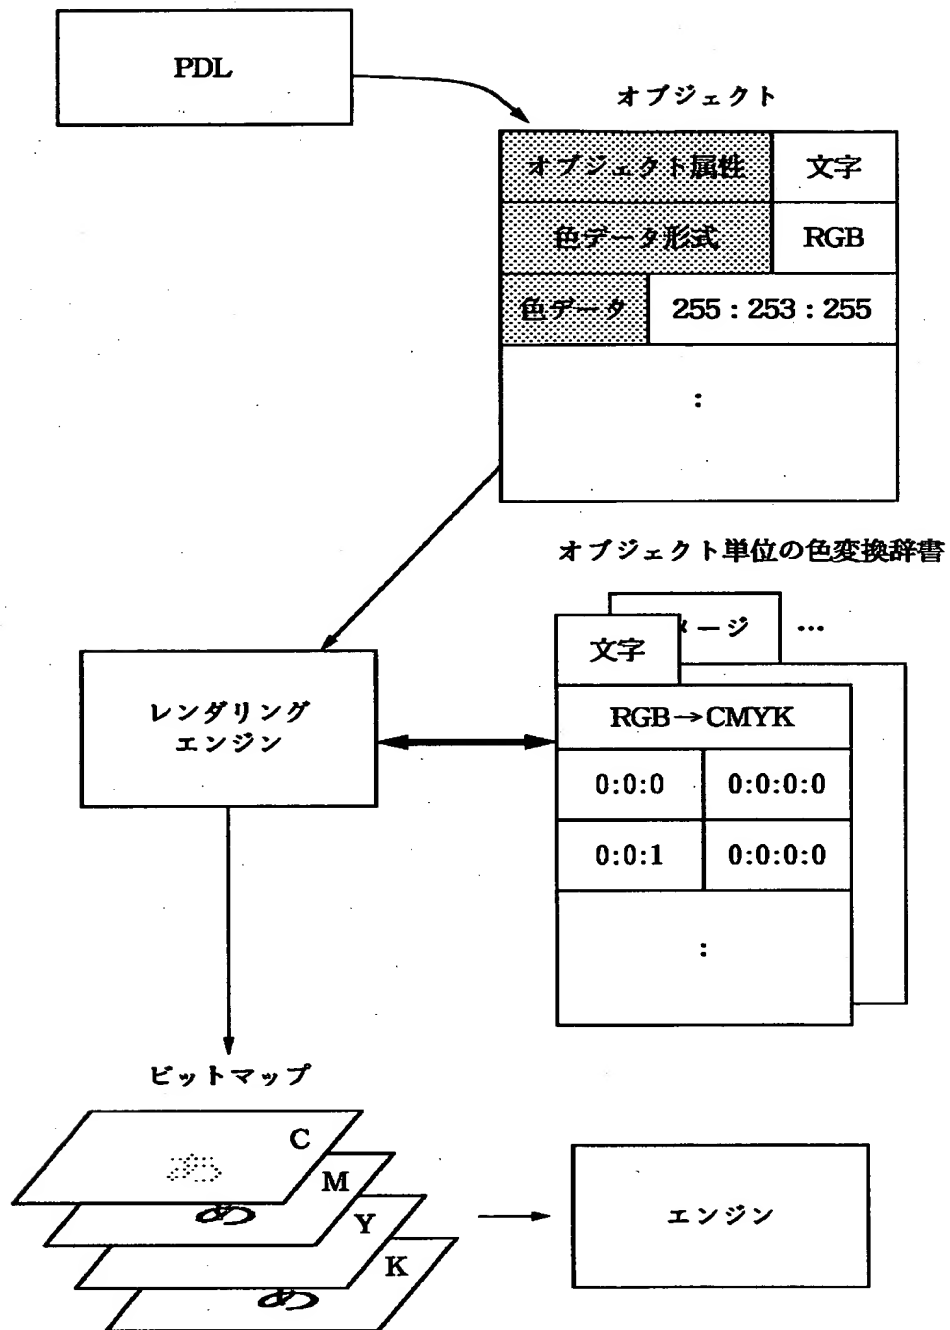 PDL
オブジェクト
オブジェクト属性 文字
色データ形式 RGB
色データ 255 : 253 : 255
:
オブジェクト単位の色変換辞書
メージ …
文字
RGB→CMYK
レンダリング
エンジン
0:0:0 0:0:0:0
0:0:1 0:0:0:0
:
ビットマップ
C
あ
M
あ
Y
K
あ
エンジン